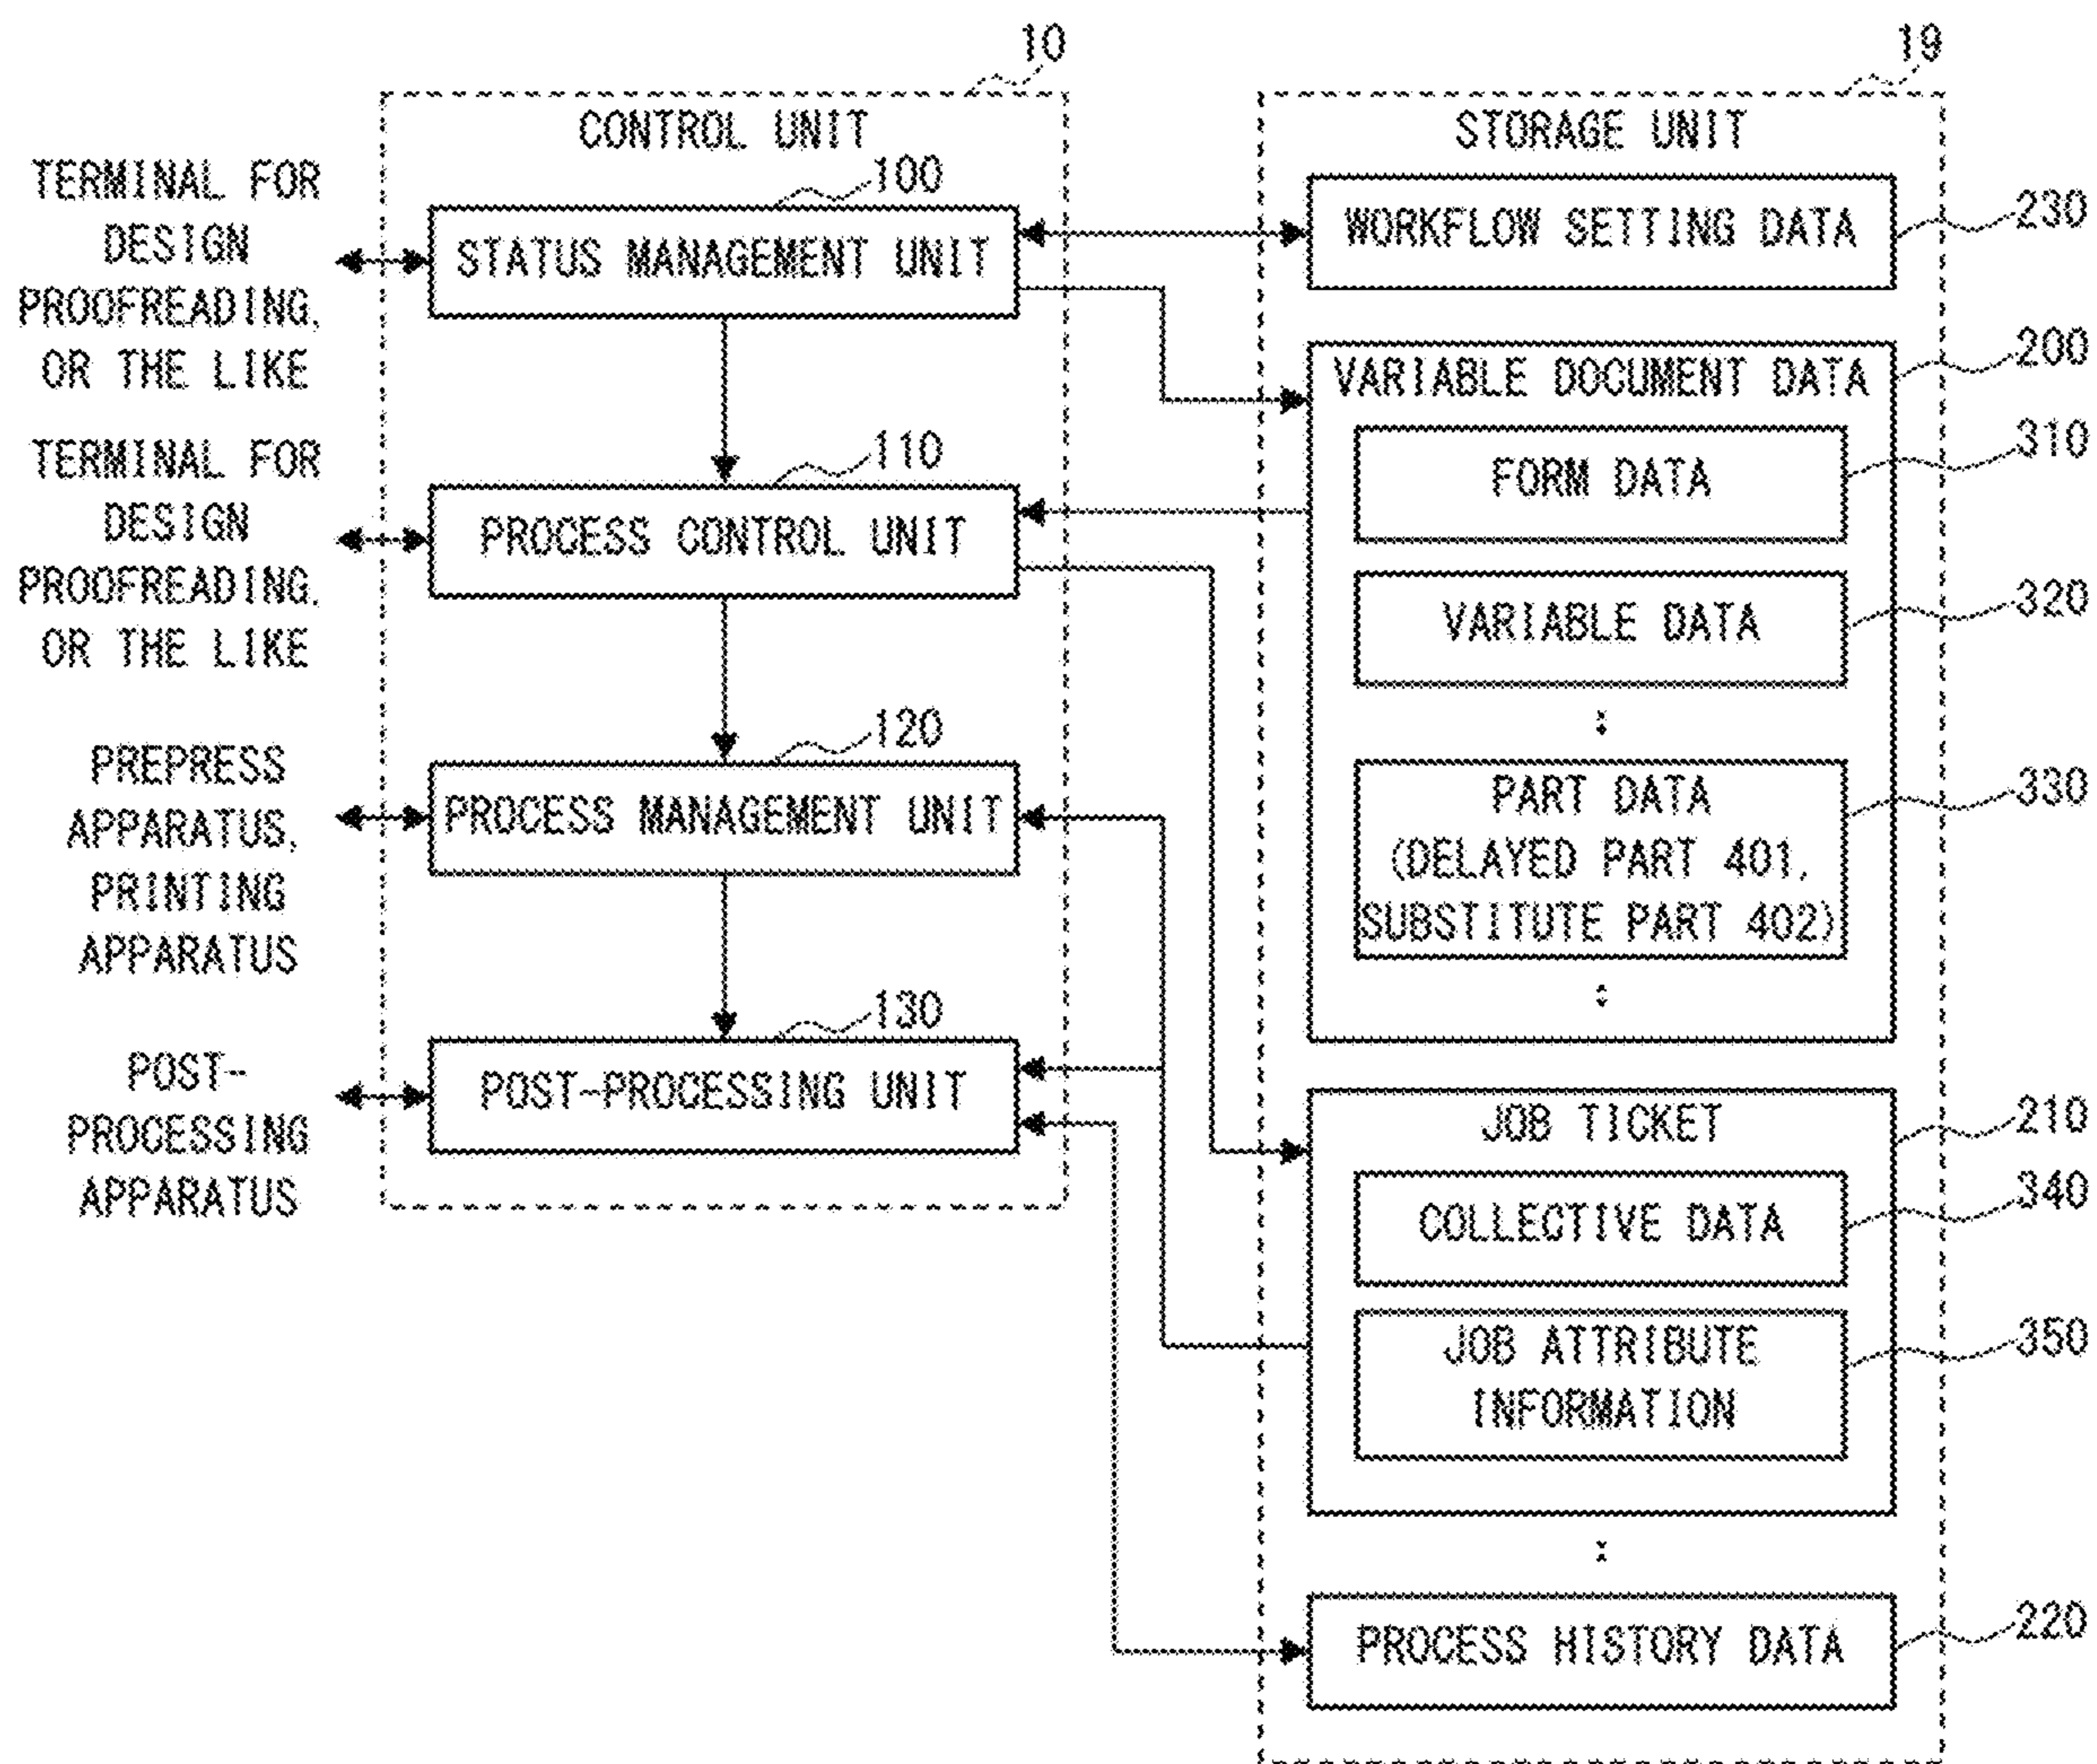 10
CONTROL UNIT
TERMINAL FOR
DESIGN
PROOFREADING,
OR THE LIKE
100
STATUS MANAGEMENT UNIT
TERMINAL FOR
DESIGN
PROOFREADING,
OR THE LIKE
110
PROCESS CONTROL UNIT
PREPRESS
APPARATUS,
PRINTING
APPARATUS
120
PROCESS MANAGEMENT UNIT
POST-
PROCESSING
APPARATUS
130
POST-PROCESSING UNIT
19
STORAGE UNIT
WORKFLOW SETTING DATA
230
VARIABLE DOCUMENT DATA
200
FORM DATA
310
VARIABLE DATA
320
:
PART DATA
(DELAYED PART 401,
SUBSTITUTE PART 402)
330
:
JOB TICKET
210
COLLECTIVE DATA
340
JOB ATTRIBUTE
INFORMATION
350
:
PROCESS HISTORY DATA
220